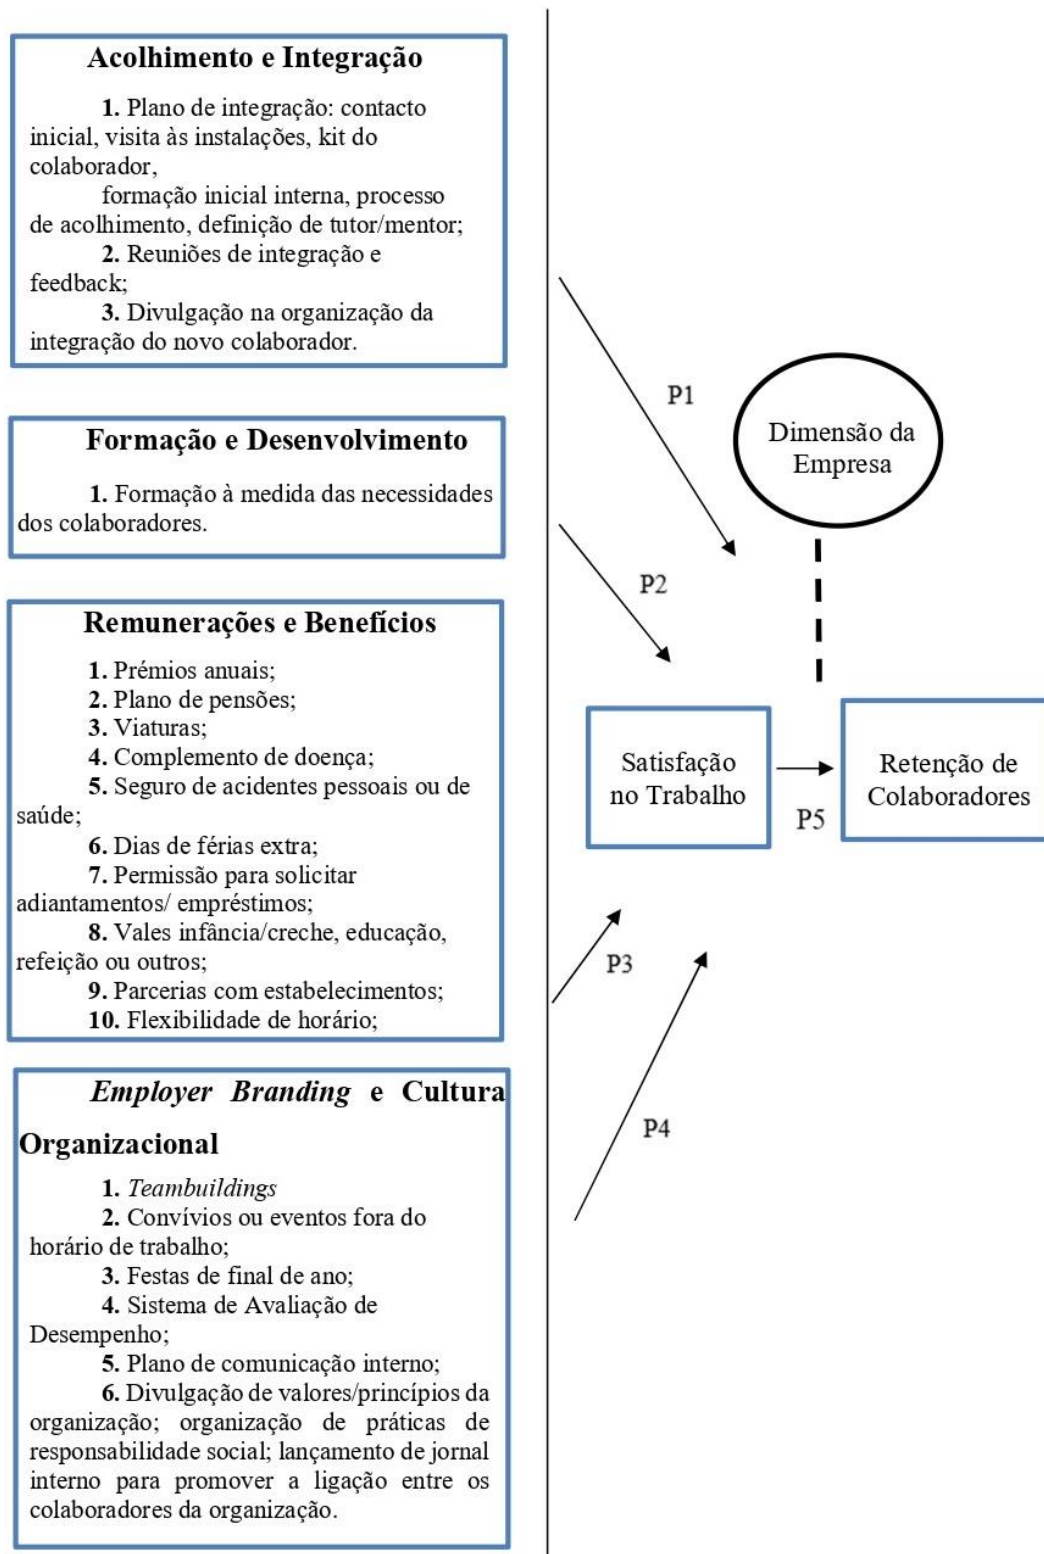 Acolhimento e Integração
1. Plano de integração: contacto
inicial, visita às instalações, kit do
colaborador,
formação inicial interna, processo
de acolhimento, definição de tutor/mentor;
2. Reuniões de integração e
feedback;
3. Divulgação na organização da
integração do novo colaborador.
Formação e Desenvolvimento
1. Formação à medida das necessidades
dos colaboradores.
Remunerações e Benefícios
1. Prémios anuais;
2. Plano de pensões;
3. Viaturas;
4. Complemento de doença;
5. Seguro de acidentes pessoais ou de
saúde;
6. Dias de férias extra;
7. Permissão para solicitar
adiantamentos/ empréstimos;
8. Vales infância/creche, educação,
refeição ou outros;
9. Parcerias com estabelecimentos;
10. Flexibilidade de horário;
Employer Branding e Cultura
Organizacional
1. Teambuildings
2. Convívios ou eventos fora do
horário de trabalho;
3. Festas de final de ano;
4. Sistema de Avaliação de
Desempenho;
5. Plano de comunicação interno;
6. Divulgação de valores/princípios da
organização; organização de práticas de
responsabilidade social; lançamento de jornal
interno para promover a ligação entre os
colaboradores da organização.
P1
Dimensão da
Empresa
P2
Satisfação
no Trabalho
P5
Retenção de
Colaboradores
P3
P4